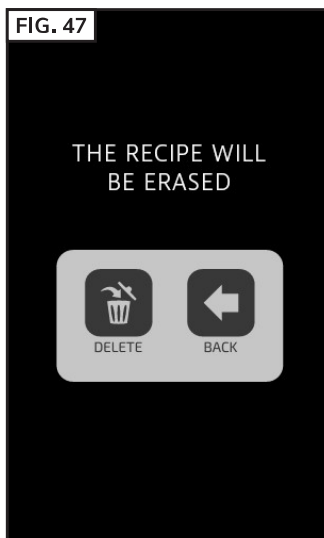 FIG. 47
THE RECIPE WILL
BE ERASED
DELETE
BACK